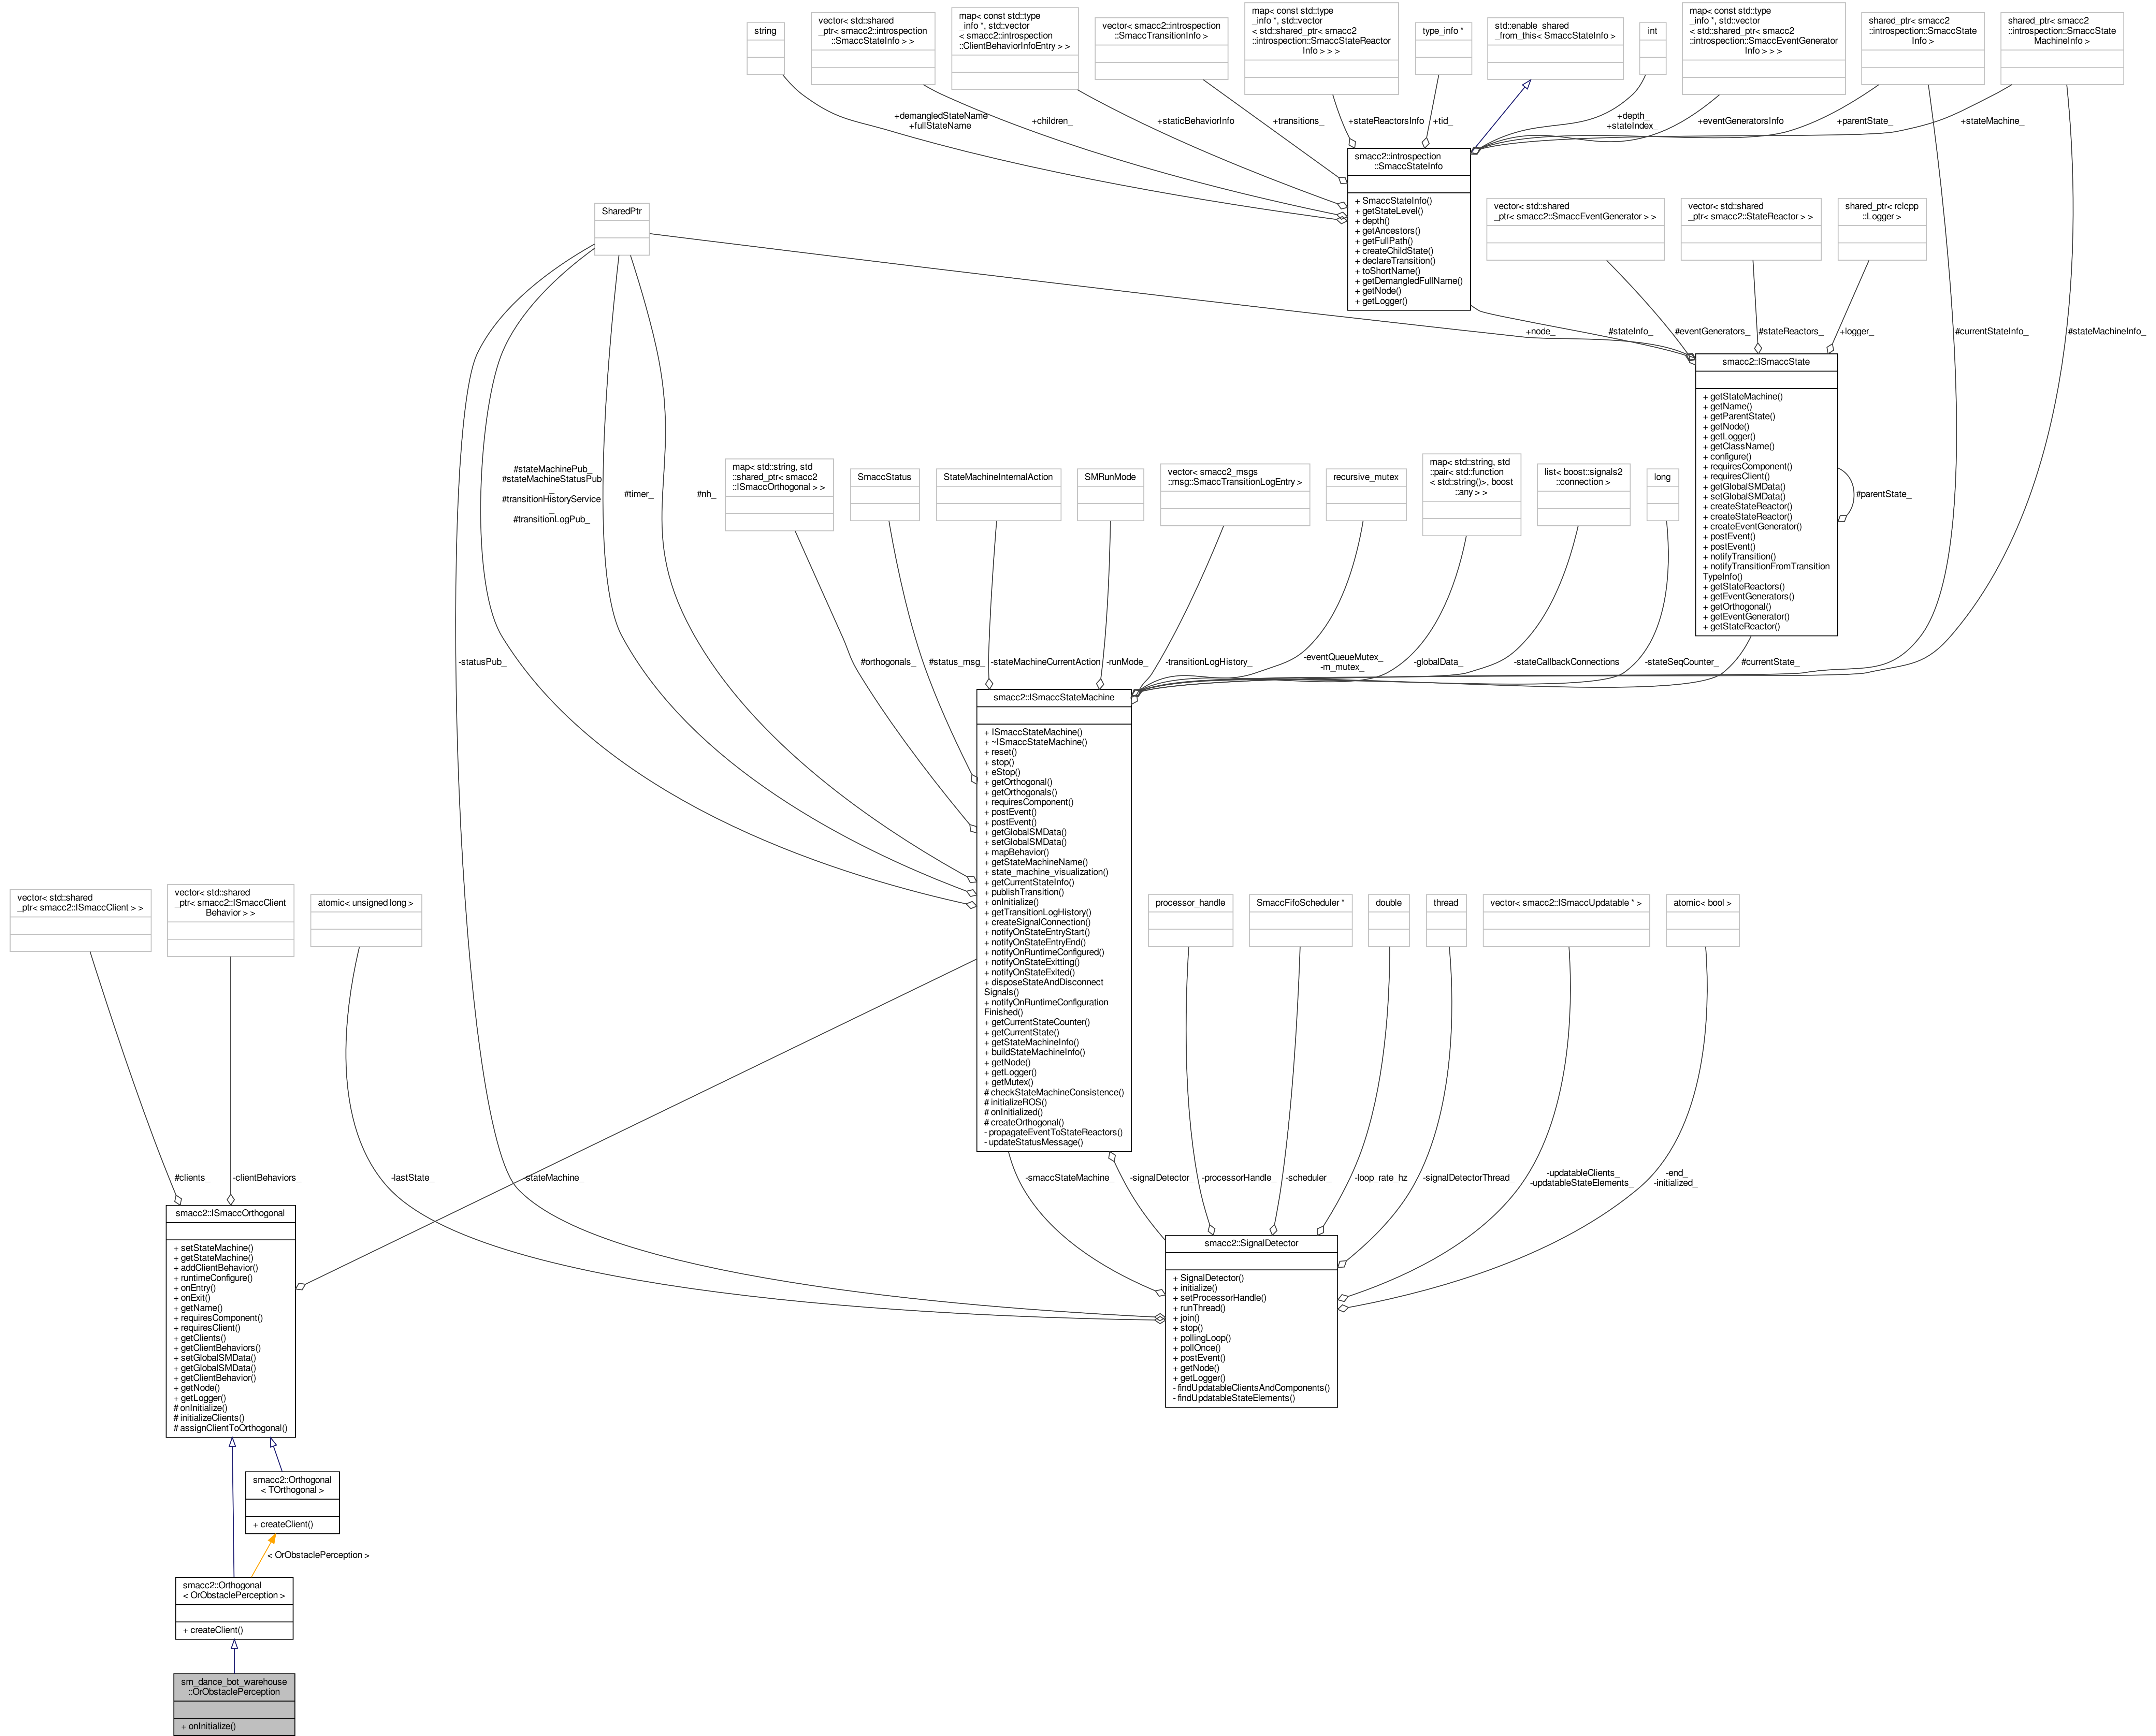 string
vector< std::shared
_ptr< smacc2::introspection
::SmaccStateInfo > >
map< const std::type
_info *, std::vector
< smacc2::introspection
::ClientBehaviorInfoEntry > >
vector< smacc2::introspection
::SmaccTransitionInfo >
map< const std::type
_info *, std::vector
< std::shared_ptr< smacc2
::introspection::SmaccStateReactor
Info > > >
type_info *
std::enable_shared
_from_this< SmaccStateInfo >
int
map< const std::type
_info *, std::vector
< std::shared_ptr< smacc2
::introspection::SmaccEventGenerator
Info > > >
shared_ptr< smacc2
::introspection::SmaccState
Info >
shared_ptr< smacc2
::introspection::SmaccState
MachineInfo >
+demangledStateName
+fullStateName
+children_
+staticBehaviorInfo
+transitions_
+stateReactorsInfo
+tid_
+depth_
+stateIndex_
+eventGeneratorsInfo
+parentState_
+stateMachine_
smacc2::introspection
::SmaccStateInfo
+ SmaccStateInfo()
+ getStateLevel()
+ depth()
+ getAncestors()
+ getFullPath()
+ createChildState()
+ declareTransition()
+ toShortName()
+ getDemangledFullName()
+ getNode()
+ getLogger()
SharedPtr
vector< std::shared
_ptr< smacc2::SmaccEventGenerator > >
vector< std::shared
_ptr< smacc2::StateReactor > >
shared_ptr< rclcpp
::Logger >
+node_
#stateInfo_
#eventGenerators_
#stateReactors_
+logger_
#currentStateInfo_
#stateMachineInfo_
smacc2::ISmaccState
+ getStateMachine()
+ getName()
+ getParentState()
+ getNode()
+ getLogger()
+ getClassName()
+ configure()
+ requiresComponent()
+ requiresClient()
+ getGlobalSMData()
+ setGlobalSMData()
+ createStateReactor()
+ createStateReactor()
+ createEventGenerator()
+ postEvent()
+ postEvent()
+ notifyTransition()
+ notifyTransitionFromTransition
TypeInfo()
+ getStateReactors()
+ getEventGenerators()
+ getOrthogonal()
+ getEventGenerator()
+ getStateReactor()
#parentState_
#stateMachinePub_
#stateMachineStatusPub
_
#transitionHistoryService
_
#transitionLogPub_
#timer_
#nh_
map< std::string, std
::shared_ptr< smacc2
::ISmaccOrthogonal > >
SmaccStatus
StateMachineInternalAction
SMRunMode
vector< smacc2_msgs
::msg::SmaccTransitionLogEntry >
recursive_mutex
map< std::string, std
::pair< std::function
< std::string()>, boost
::any > >
list< boost::signals2
::connection >
long
-statusPub_
#orthogonals_
#status_msg_
-stateMachineCurrentAction
-runMode_
-transitionLogHistory_
-eventQueueMutex_
-m_mutex_
-globalData_
-stateCallbackConnections
-stateSeqCounter_
#currentState_
smacc2::ISmaccStateMachine
+ ISmaccStateMachine()
+ ~ISmaccStateMachine()
+ reset()
+ stop()
+ eStop()
+ getOrthogonal()
+ getOrthogonals()
+ requiresComponent()
+ postEvent()
+ postEvent()
+ getGlobalSMData()
+ setGlobalSMData()
+ mapBehavior()
+ getStateMachineName()
+ state_machine_visualization()
+ getCurrentStateInfo()
+ publishTransition()
+ onInitialize()
+ getTransitionLogHistory()
+ createSignalConnection()
+ notifyOnStateEntryStart()
+ notifyOnStateEntryEnd()
+ notifyOnRuntimeConfigured()
+ notifyOnStateExitting()
+ notifyOnStateExited()
+ disposeStateAndDisconnect
Signals()
+ notifyOnRuntimeConfiguration
Finished()
+ getCurrentStateCounter()
+ getCurrentState()
+ getStateMachineInfo()
+ buildStateMachineInfo()
+ getNode()
+ getLogger()
+ getMutex()
# checkStateMachineConsistence()
# initializeROS()
# onInitialized()
# createOrthogonal()
- propagateEventToStateReactors()
- updateStatusMessage()
vector< std::shared
_ptr< smacc2::ISmaccClient > >
vector< std::shared
_ptr< smacc2::ISmaccClient
Behavior > >
atomic< unsigned long >
processor_handle
SmaccFifoScheduler *
double
thread
vector< smacc2::ISmaccUpdatable * >
atomic< bool >
#clients_
-clientBehaviors_
-lastState_
-stateMachine_
-smaccStateMachine_
-signalDetector_
-processorHandle_
-scheduler_
-loop_rate_hz
-signalDetectorThread_
-updatableClients_
-updatableStateElements_
-end_
-initialized_
smacc2::ISmaccOrthogonal
+ setStateMachine()
+ getStateMachine()
+ addClientBehavior()
+ runtimeConfigure()
+ onEntry()
+ onExit()
+ getName()
+ requiresComponent()
+ requiresClient()
+ getClients()
+ getClientBehaviors()
+ setGlobalSMData()
+ getGlobalSMData()
+ getClientBehavior()
+ getNode()
+ getLogger()
# onInitialize()
# initializeClients()
# assignClientToOrthogonal()
smacc2::SignalDetector
+ SignalDetector()
+ initialize()
+ setProcessorHandle()
+ runThread()
+ join()
+ stop()
+ pollingLoop()
+ pollOnce()
+ postEvent()
+ getNode()
+ getLogger()
- findUpdatableClientsAndComponents()
- findUpdatableStateElements()
smacc2::Orthogonal
< TOrthogonal >
+ createClient()
< OrObstaclePerception >
smacc2::Orthogonal
< OrObstaclePerception >
+ createClient()
sm_dance_bot_warehouse
::OrObstaclePerception
+ onInitialize()